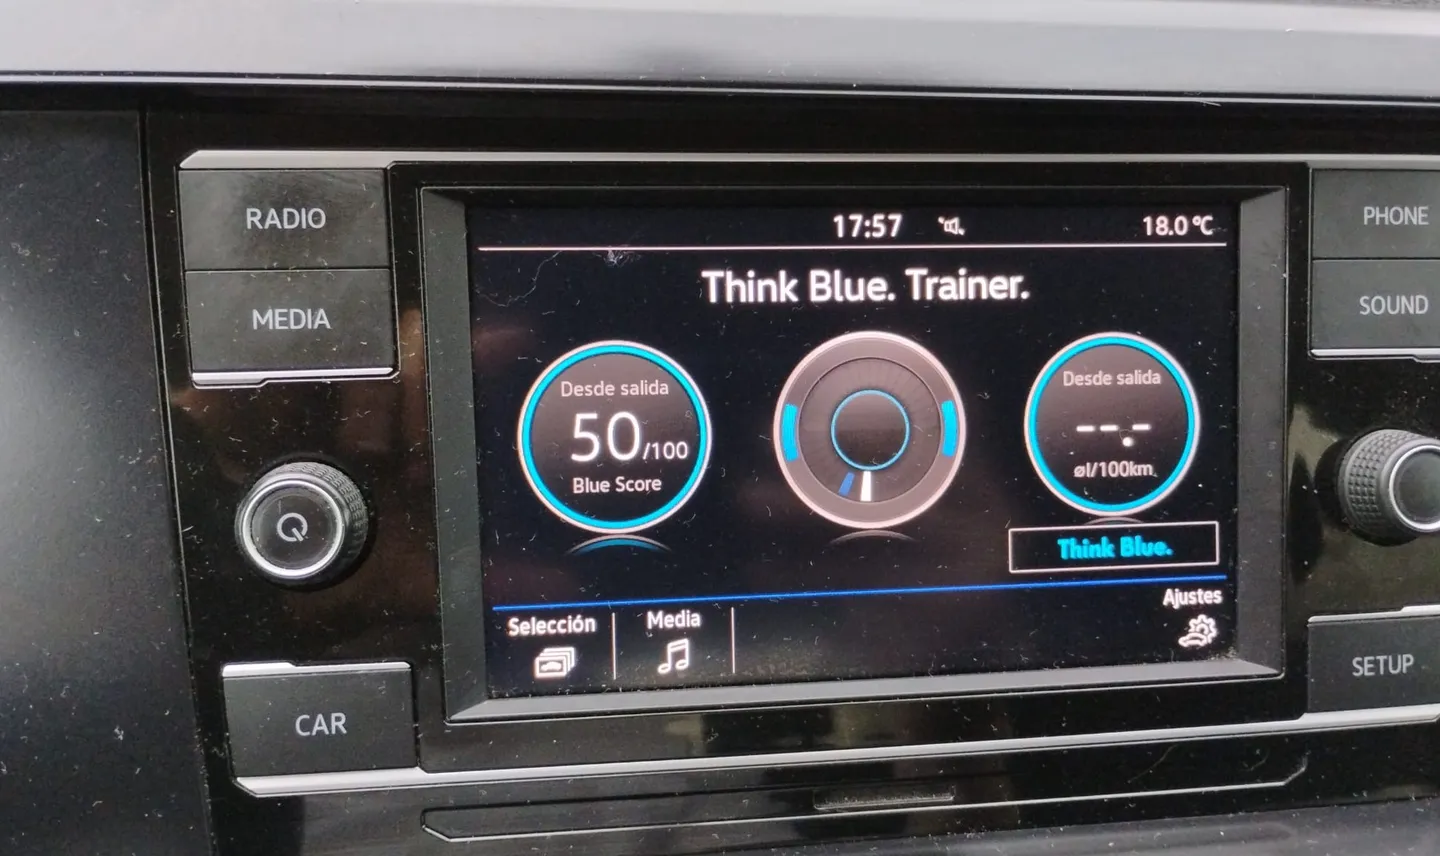 RADIO
MEDIA
CAR
17:57
18.0 °C
Think Blue. Trainer.
Desde salida
50/100
Blue Score
Desde salida
--.-
øl/100km
Think Blue.
Selección
Media
Ajustes
PHONE
SOUND
SETUP